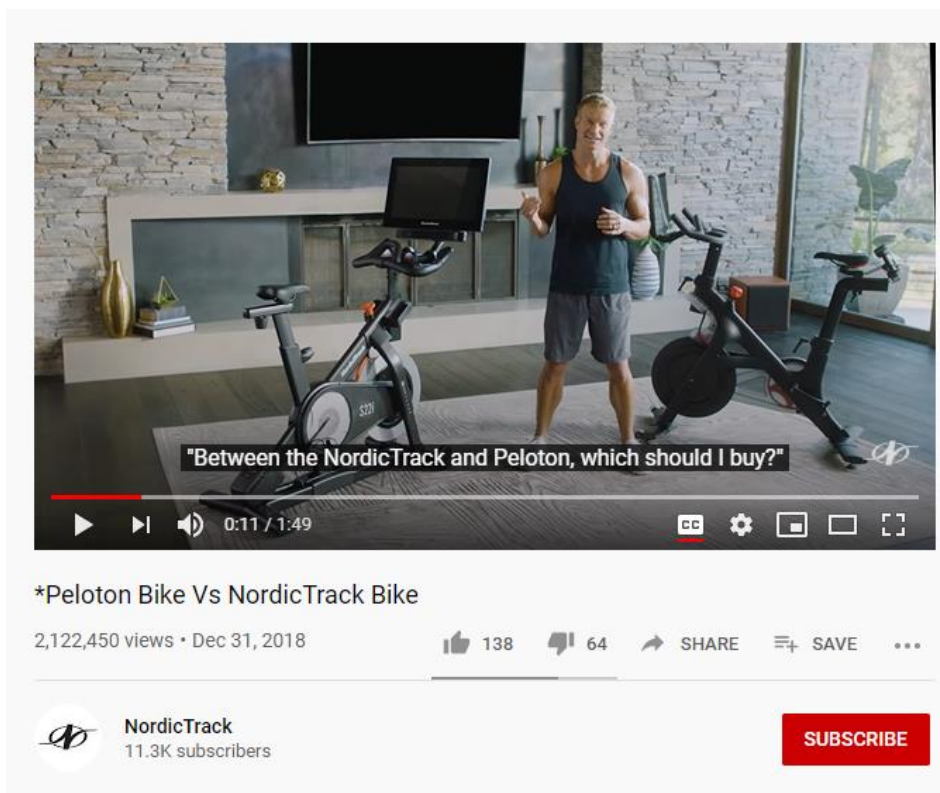 S22i
"Between the NordicTrack and Peloton, which should I buy?"
0:11 / 1:49
CC
*Peloton Bike Vs NordicTrack Bike
2,122,450 views • Dec 31, 2018
138 64 SHARE SAVE
NordicTrack
11.3K subscribers
SUBSCRIBE